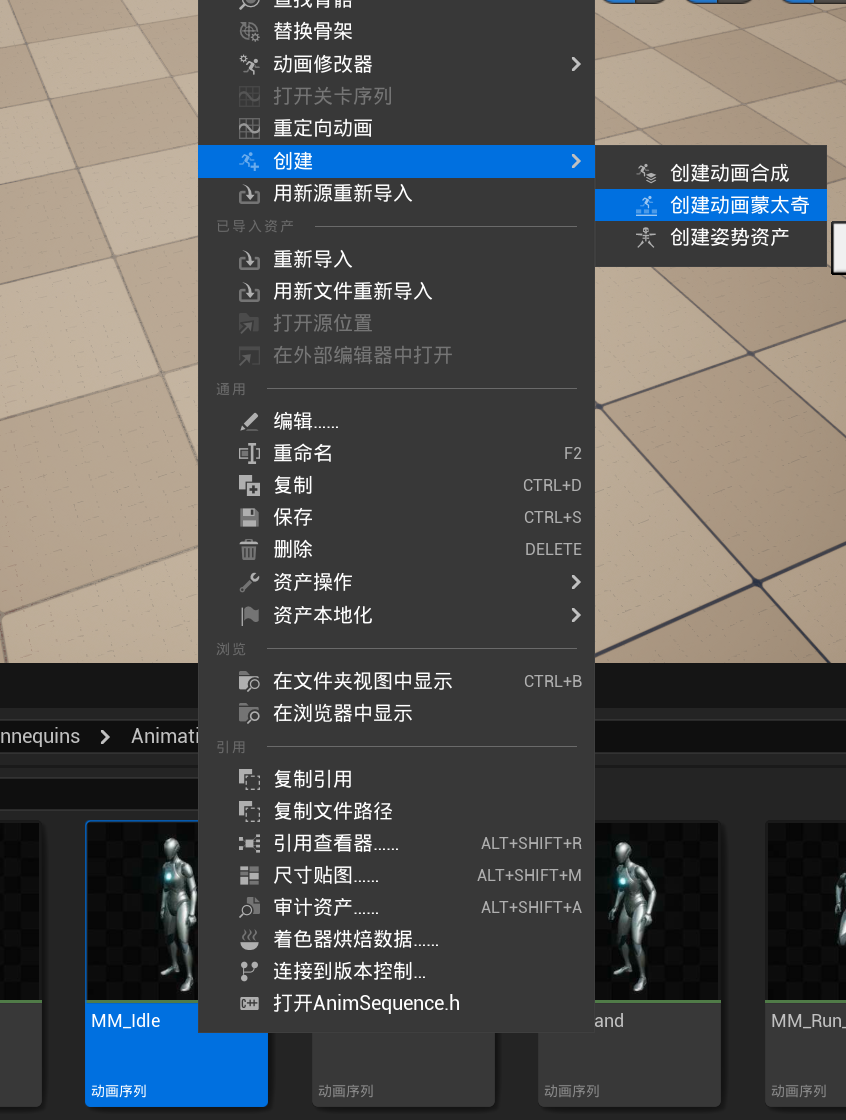 查找骨骼
替换骨架
动画修改器
打开关卡序列
重定向动画
创建
创建动画合成
创建动画蒙太奇
创建姿势资产
用新源重新导入
已导入资产
重新导入
用新文件重新导入
打开源位置
在外部编辑器中打开
通用
编辑......
重命名 F2
复制 CTRL+D
保存 CTRL+S
删除 DELETE
资产操作
资产本地化
浏览
在文件夹视图中显示 CTRL+B
在浏览器中显示
nnequins > Animati
引用
复制引用
复制文件路径
引用查看器...... ALT+SHIFT+R
尺寸贴图...... ALT+SHIFT+M
审计资产...... ALT+SHIFT+A
着色器烘焙数据......
连接到版本控制...
打开AnimSequence.h
MM_Idle
and
MM_Run_
动画序列
动画序列
动画序列
动画序列